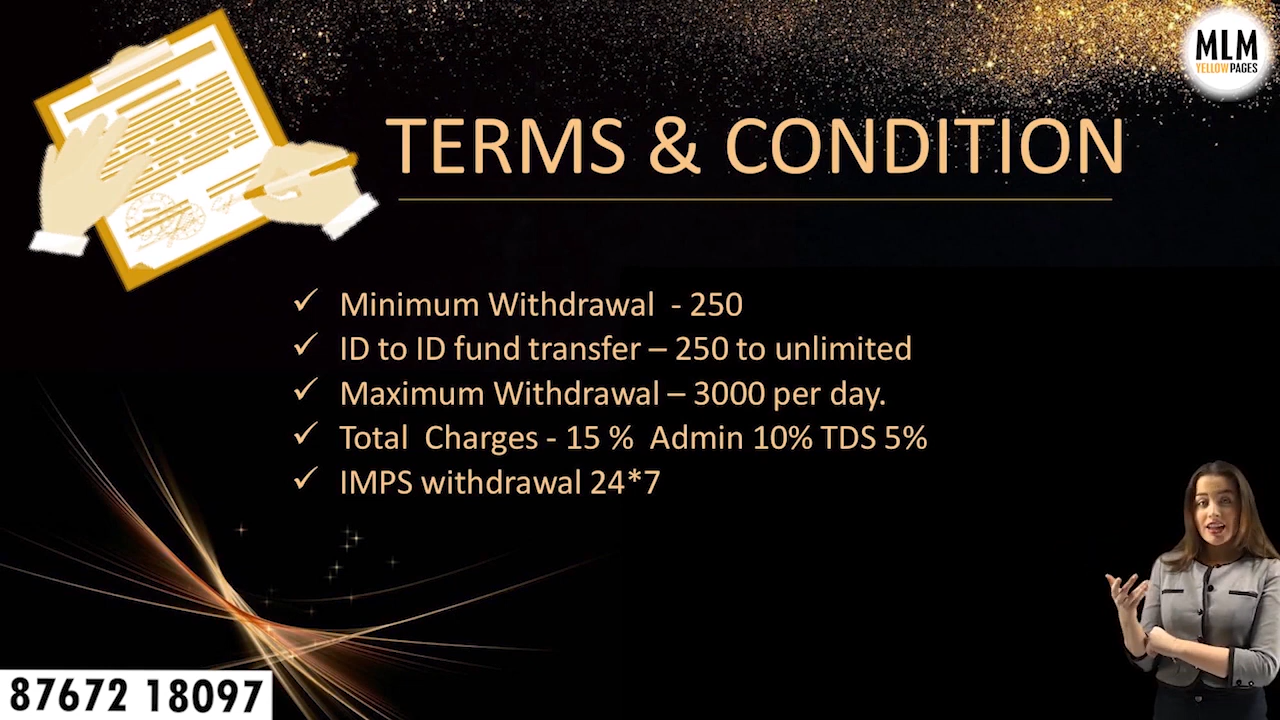 MLM
YELLOW PAGES
TERMS & CONDITION
✓ Minimum Withdrawal - 250
✓ ID to ID fund transfer – 250 to unlimited
✓ Maximum Withdrawal – 3000 per day.
✓ Total Charges - 15 % Admin 10% TDS 5%
✓ IMPS withdrawal 24*7
87672 18097